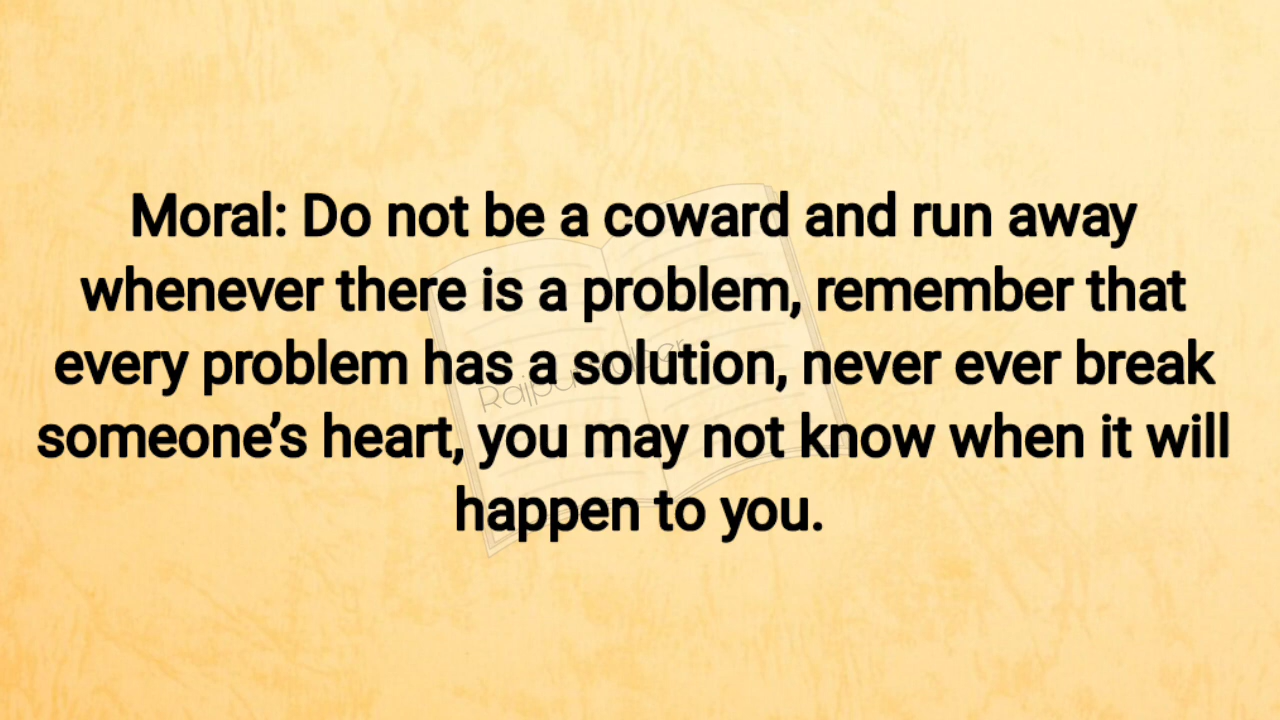 Moral: Do not be a coward and run away
whenever there is a problem, remember that
every problem has a solution, never ever break
someone’s heart, you may not know when it will
happen to you.